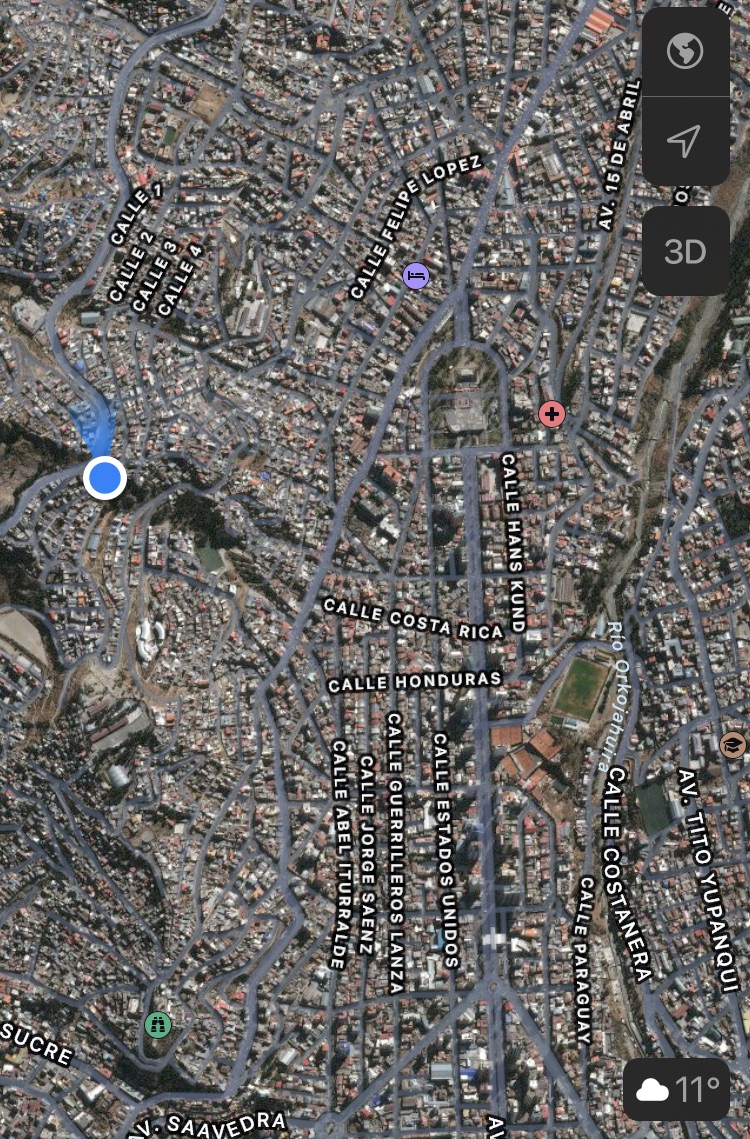 AV. 15 DE ABRIL
CALLE 1
CALLE FELIPE LOPEZ
CALLE 2
CALLE 3
CALLE 4
3D
CALLE HANS KUND
CALLE COSTA RICA
CALLE HONDURAS
Río Orkojahuira
CALLE ABEL ITURRALDE
CALLE JORGE SAENZ
CALLE GUERRILLEROS LANZA
CALLE ESTADOS UNIDOS
CALLE COSTANERA
AV. TITO YUPANQUI
CALLE PARAGUAY
SUCRE
AV. SAAVEDRA
AV
11°